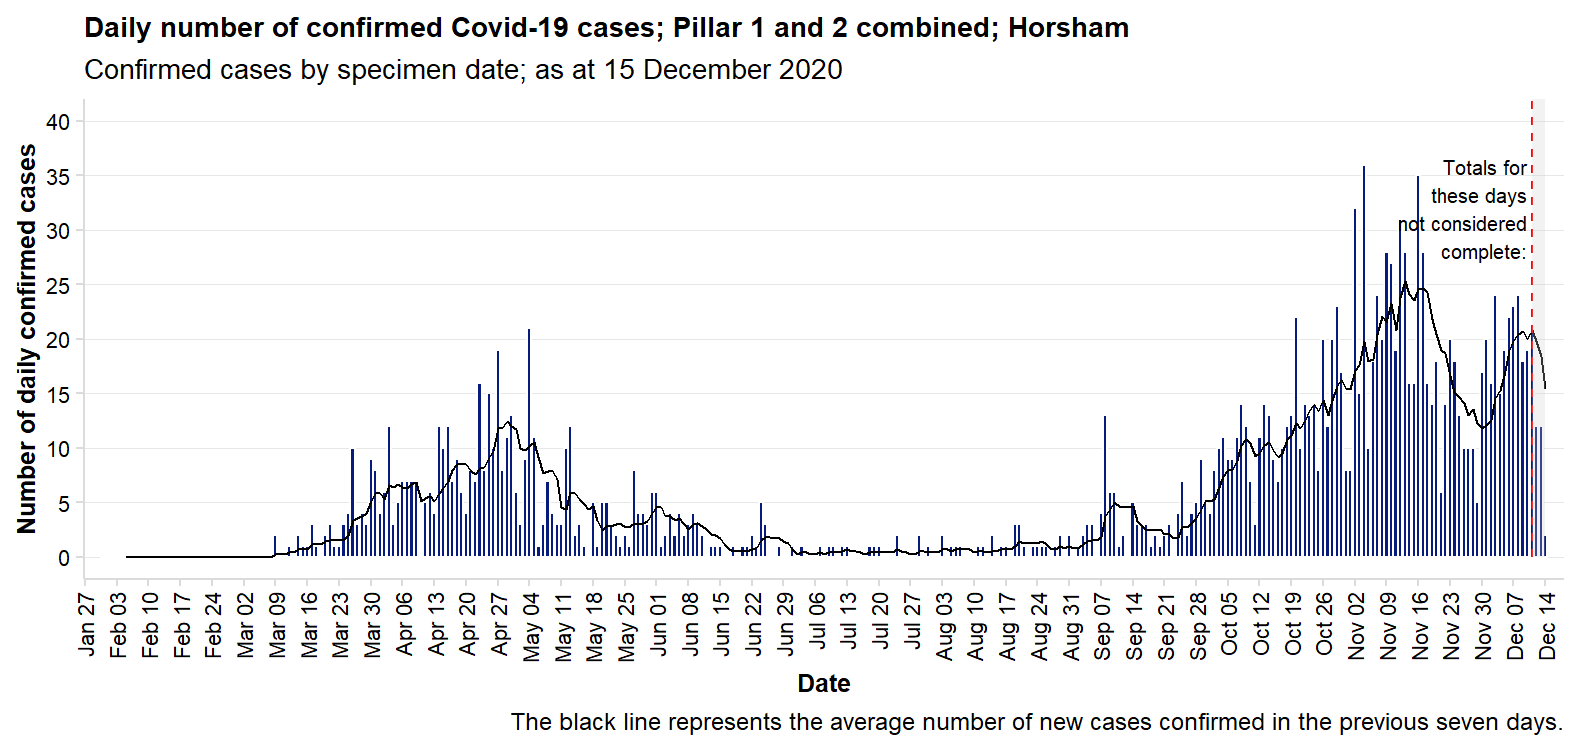 Daily number of confirmed Covid-19 cases; Pillar 1 and 2 combined; Horsham
Confirmed cases by specimen date; as at 15 December 2020
Number of daily confirmed cases
40
35
30
25
20
15
10
5
0
Totals for
these days
not considered
complete:
Jan 27
Feb 03
Feb 10
Feb 17
Feb 24
Mar 02
Mar 09
Mar 16
Mar 23
Mar 30
Apr 06
Apr 13
Apr 20
Apr 27
May 04
May 11
May 18
May 25
Jun 01
Jun 08
Jun 15
Jun 22
Jun 29
Jul 06
Jul 13
Jul 20
Jul 27
Aug 03
Aug 10
Aug 17
Aug 24
Aug 31
Sep 07
Sep 14
Sep 21
Sep 28
Oct 05
Oct 12
Oct 19
Oct 26
Nov 02
Nov 09
Nov 16
Nov 23
Nov 30
Dec 07
Dec 14
Date
The black line represents the average number of new cases confirmed in the previous seven days.